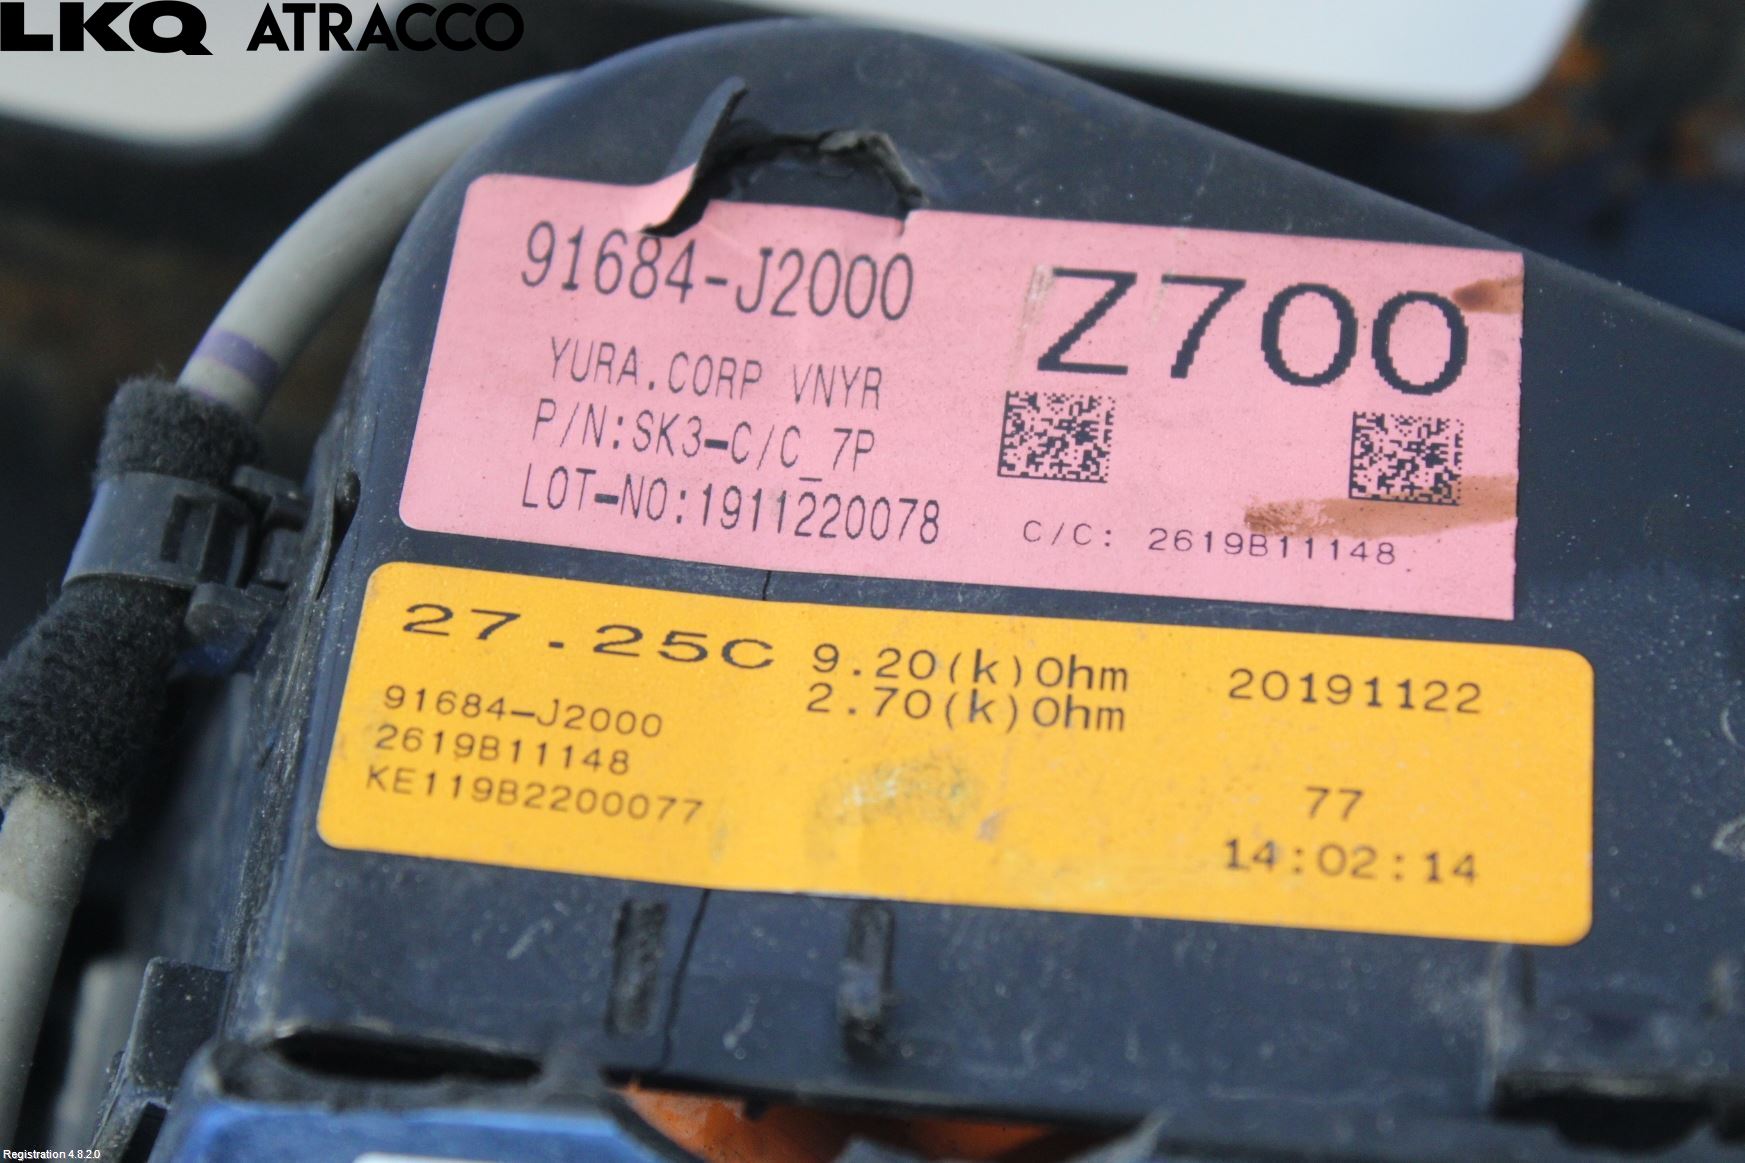 LKQ ATRACCO
91684-J2000
Z700
YURA.CORP VNYR
P/N:SK3-C/C_7P
LOT-NO:1911220078
C/C: 2619B11148.
27.25C
9.20(k)Ohm
20191122
2.70(k)Ohm
91684-J2000
2619B11148
KE119B2200077
77
14:02:14
Registration 4.8.2.0